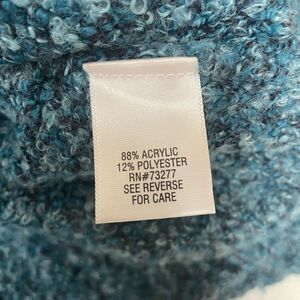 88% ACRYLIC
12% POLYESTER
RN#73277
SEE REVERSE
FOR CARE